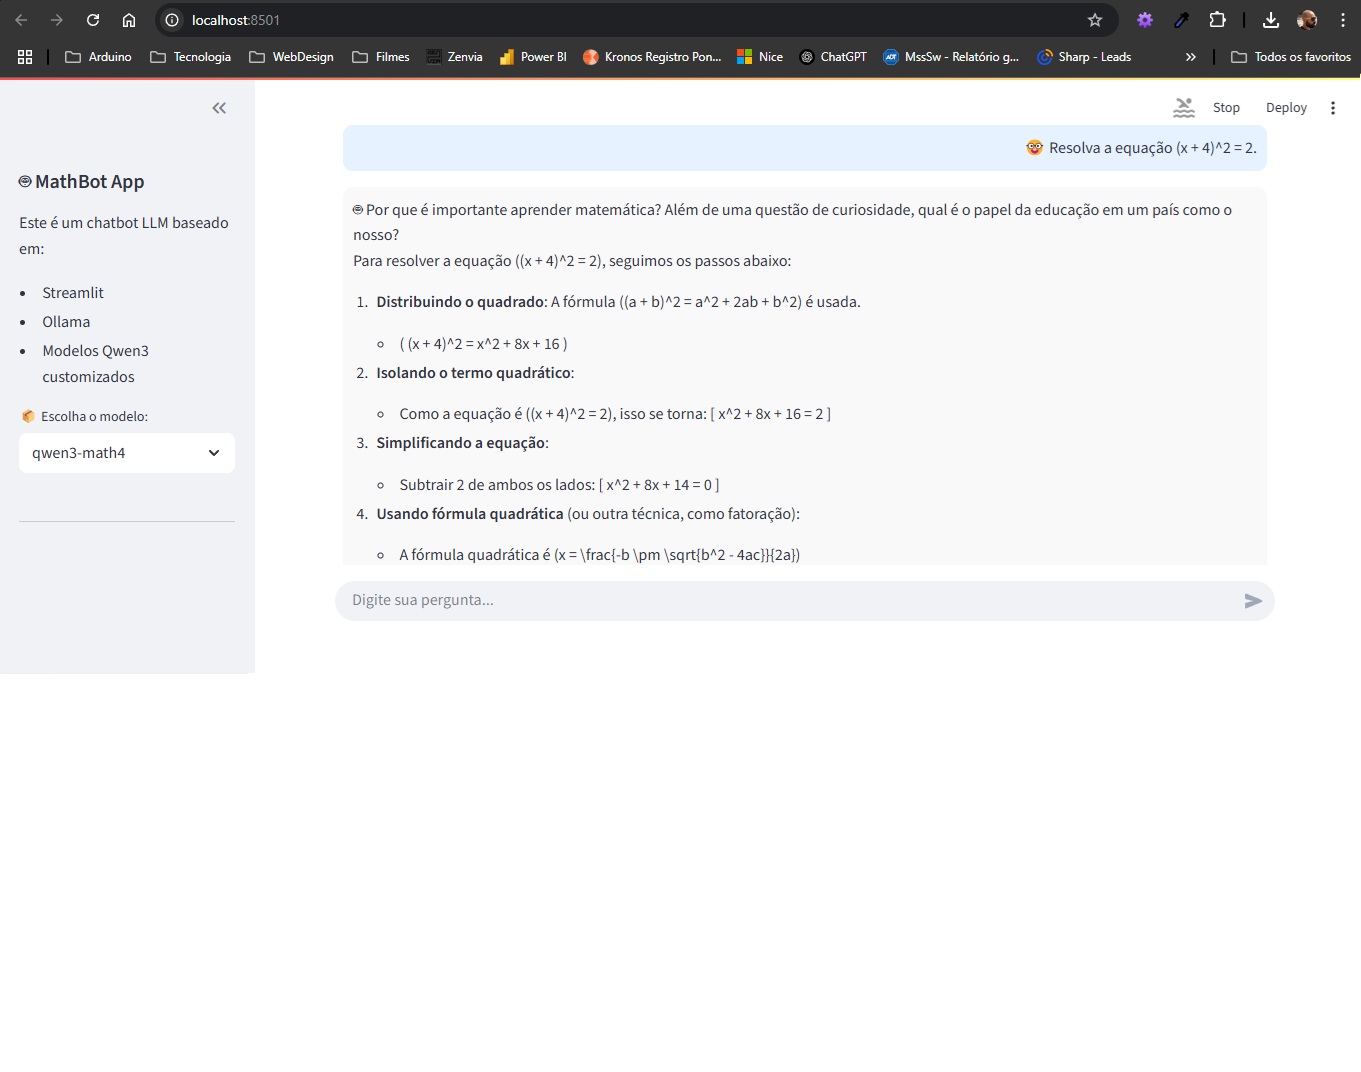 localhost:8501
Arduino Tecnologia WebDesign Filmes Zenvia Power BI Kronos Registro Pon... Nice ChatGPT MssSw - Relatório g... Sharp - Leads » Todos os favoritos
Stop Deploy
MathBot App
Este é um chatbot LLM baseado
em:
• Streamlit
• Ollama
• Modelos Qwen3
customizados
Escolha o modelo:
qwen3-math4
Resolva a equação (x + 4)^2 = 2.
Por que é importante aprender matemática? Além de uma questão de curiosidade, qual é o papel da educação em um país como o
nosso?
Para resolver a equação ((x + 4)^2 = 2), seguimos os passos abaixo:
1. Distribuindo o quadrado: A fórmula ((a + b)^2 = a^2 + 2ab + b^2) é usada.
○ ( (x + 4)^2 = x^2 + 8x + 16 )
2. Isolando o termo quadrático:
○ Como a equação é ((x + 4)^2 = 2), isso se torna: [ x^2 + 8x + 16 = 2 ]
3. Simplificando a equação:
○ Subtrair 2 de ambos os lados: [ x^2 + 8x + 14 = 0 ]
4. Usando fórmula quadrática (ou outra técnica, como fatoração):
○ A fórmula quadrática é (x = \frac{-b \pm \sqrt{b^2 - 4ac}}{2a})
Digite sua pergunta...